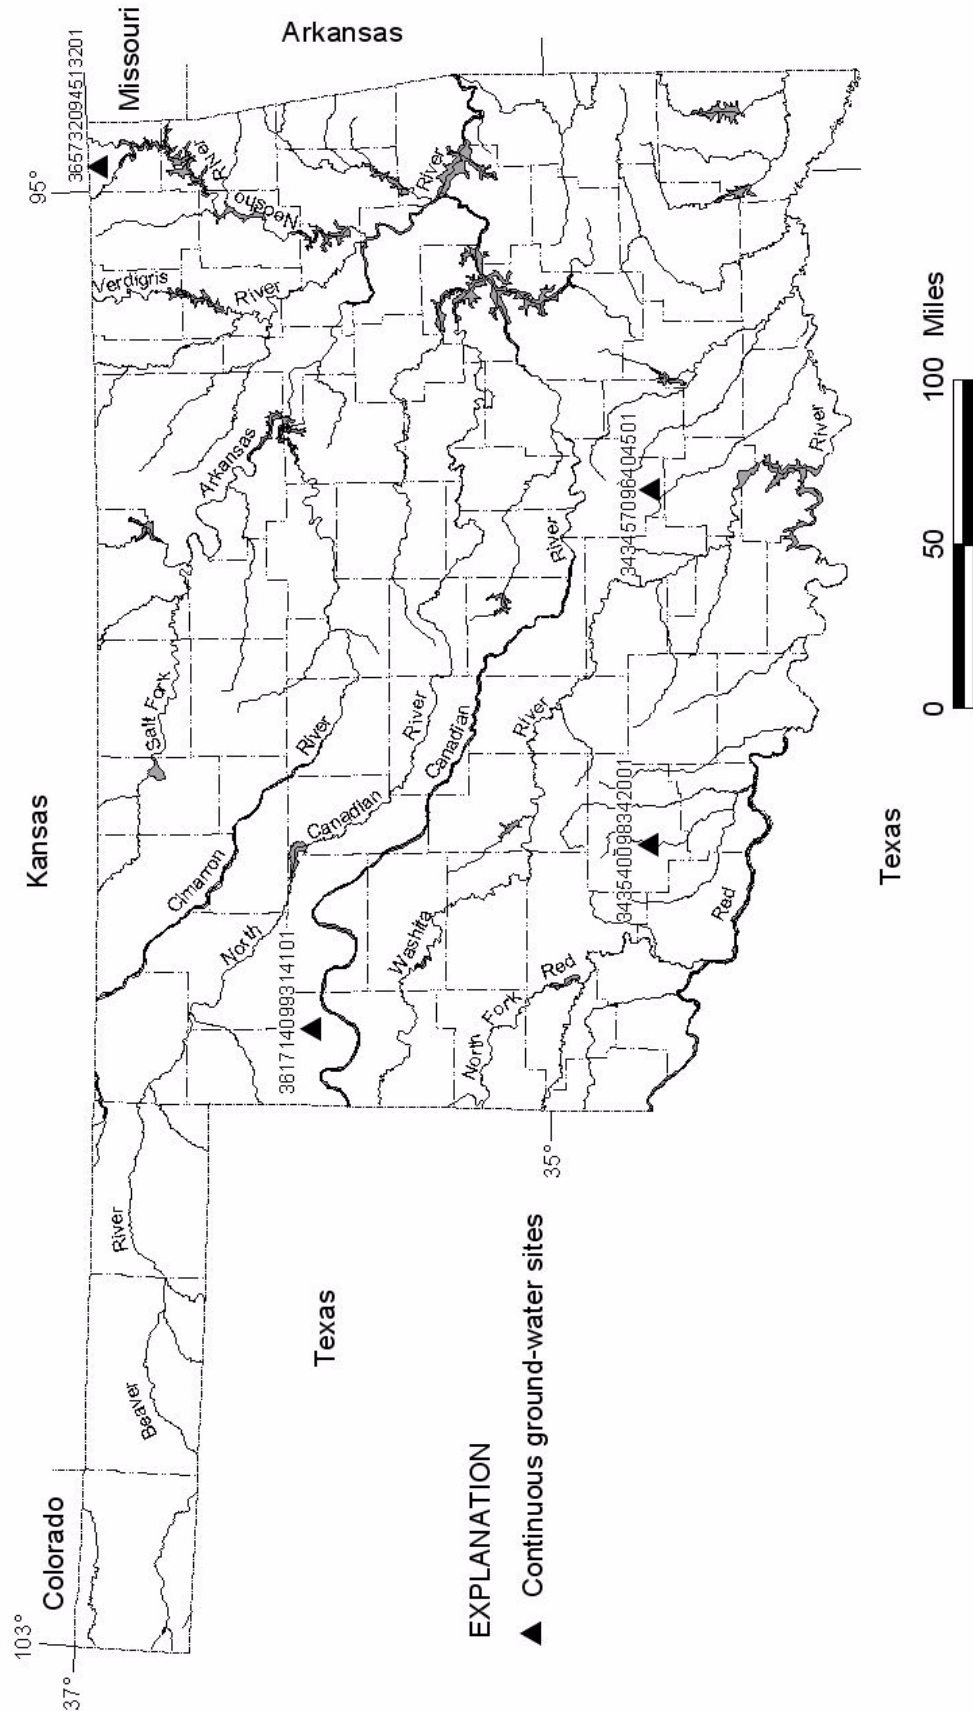 103°
37°
Colorado
Kansas
95°
365732094513201
Missouri
Arkansas
Beaver
River
Salt Fork
Arkansas
Verdigris
River
Neosho
River
Cimarron
River
North
Canadian
River
River
361714099314101
Canadian
River
Washita
River
North
Fork
Red
35°
343540098342001
343457096404501
Red
River
Texas
Texas
EXPLANATION
Continuous ground-water sites
0 50 100 Miles